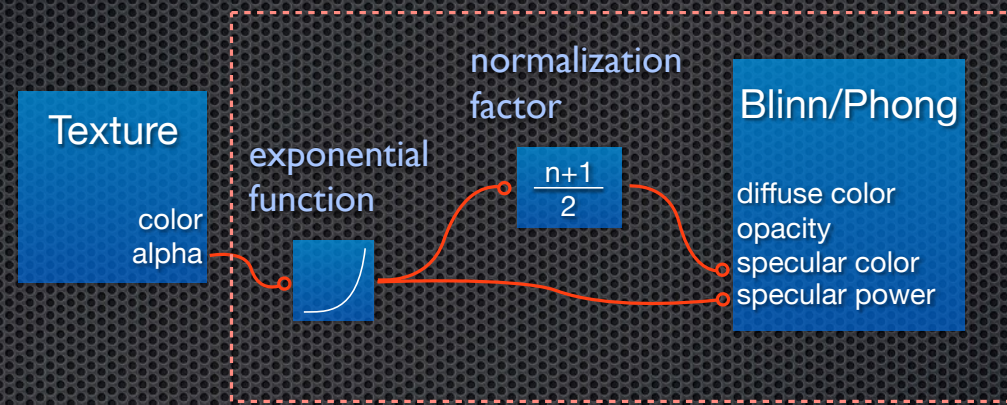 Texture
color
alpha
exponential
function
normalization
factor
n+1
2
Blinn/Phong
diffuse color
opacity
specular color
specular power